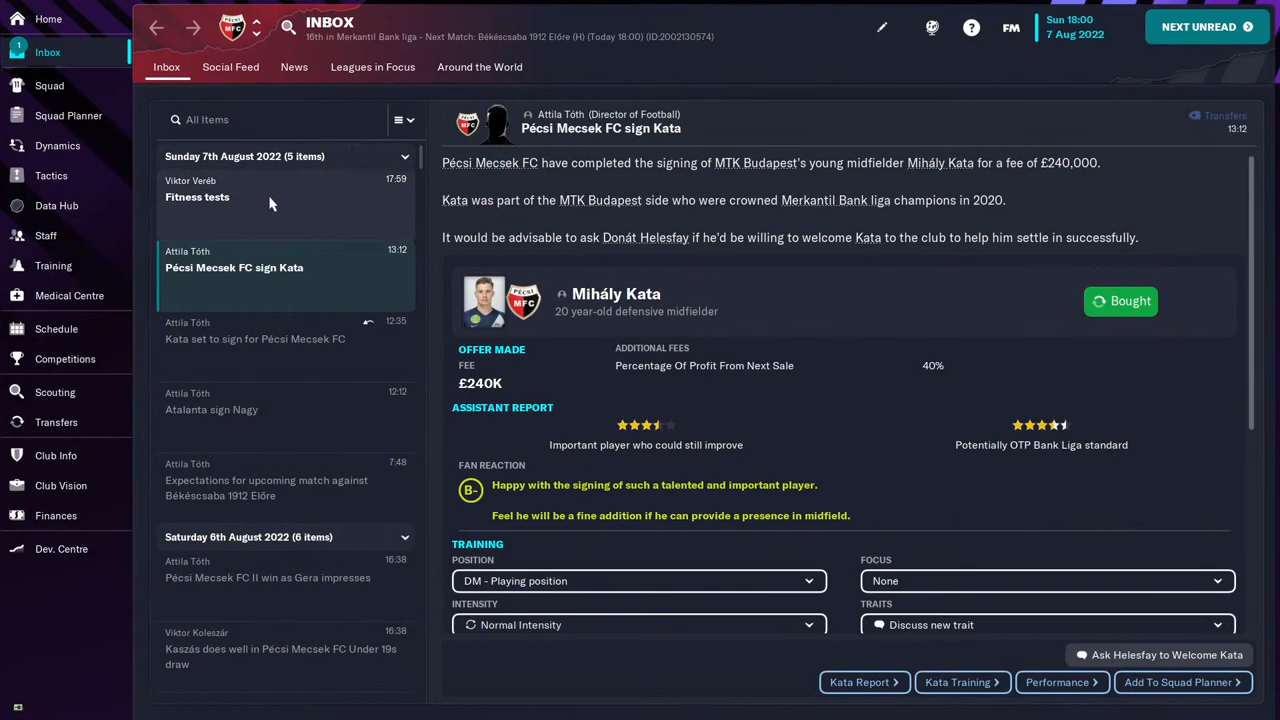 INBOX
16th in Merkantil Bank liga - Next Match: Békéscsaba 1912 Előre (H) (Today 18:00) (ID:2002130574)
FM
Sun 18:00
7 Aug 2022
NEXT UNREAD
Home
1
Inbox
Squad
Squad Planner
Dynamics
Tactics
Data Hub
Staff
Training
Medical Centre
Schedule
Competitions
Scouting
Transfers
Club Info
Club Vision
Finances
Dev. Centre
Inbox
Social Feed
News
Leagues in Focus
Around the World
All Items
Sunday 7th August 2022 (5 items)
Viktor Veréb
17:59
Fitness tests
Attila Tóth
13:12
Pécsi Mecsek FC sign Kata
Attila Tóth
12:35
Kata set to sign for Pécsi Mecsek FC
Attila Tóth
12:12
Atalanta sign Nagy
Attila Tóth
7:48
Expectations for upcoming match against
Békéscsaba 1912 Előre
Saturday 6th August 2022 (6 items)
Attila Tóth
16:38
Pécsi Mecsek FC II win as Gera impresses
Viktor Koleszár
16:38
Kaszás does well in Pécsi Mecsek FC Under 19s
draw
Attila Tóth (Director of Football)
Pécsi Mecsek FC sign Kata
Transfers
13:12
Pécsi Mecsek FC have completed the signing of MTK Budapest's young midfielder Mihály Kata for a fee of £240,000.
Kata was part of the MTK Budapest side who were crowned Merkantil Bank liga champions in 2020.
It would be advisable to ask Donát Helesfay if he'd be willing to welcome Kata to the club to help him settle in successfully.
Mihály Kata
20 year-old defensive midfielder
Bought
OFFER MADE
FEE
£240K
ADDITIONAL FEES
Percentage Of Profit From Next Sale
40%
ASSISTANT REPORT
Important player who could still improve
Potentially OTP Bank Liga standard
FAN REACTION
B-
Happy with the signing of such a talented and important player.
Feel he will be a fine addition if he can provide a presence in midfield.
TRAINING
POSITION
DM - Playing position
FOCUS
None
INTENSITY
Normal Intensity
TRAITS
Discuss new trait
Ask Helesfay to Welcome Kata
Kata Report
Kata Training
Performance
Add To Squad Planner